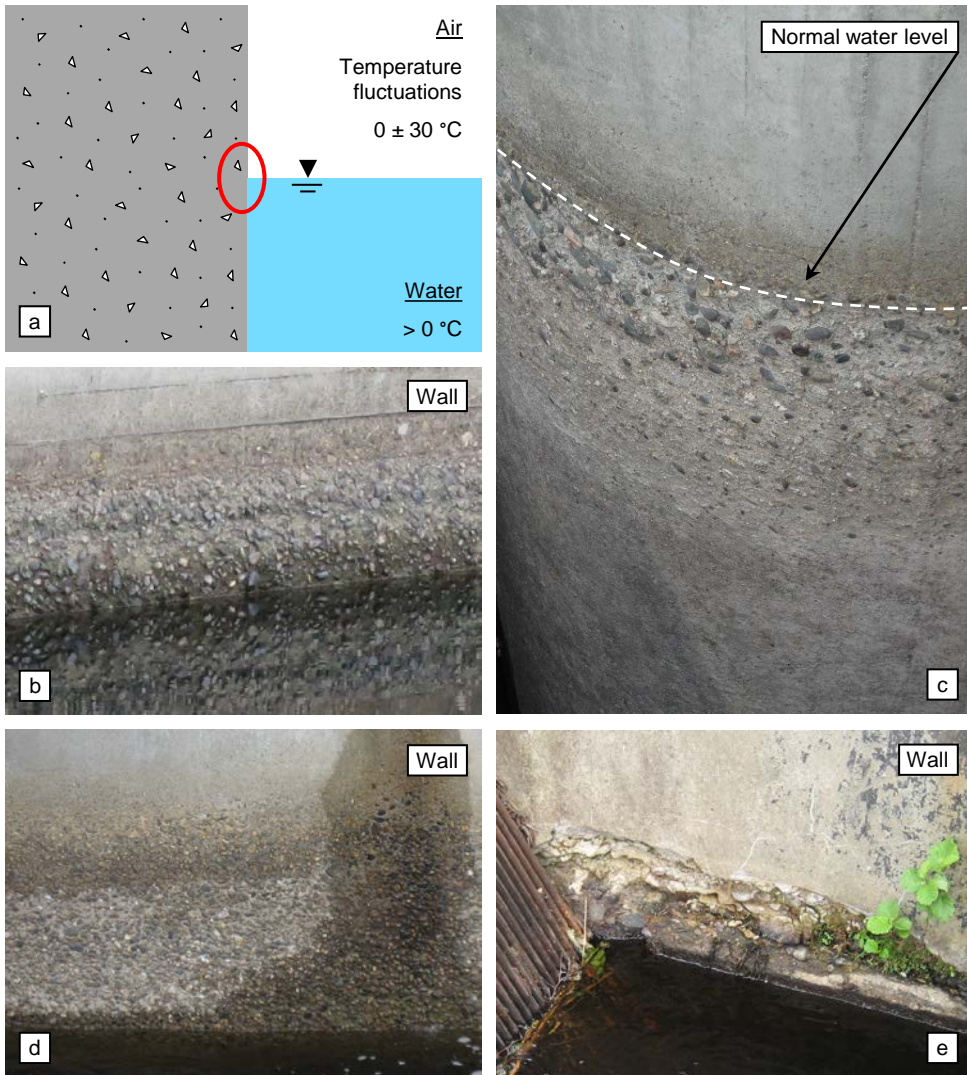 Air
Temperature
fluctuations
0 ± 30 °C
Water
> 0 °C
a
Normal water level
c
Wall
b
Wall
d
Wall
e